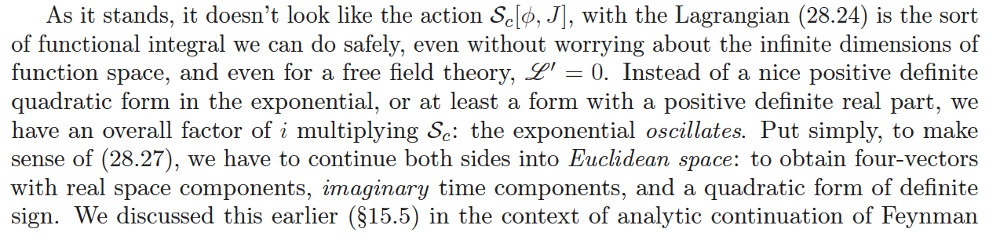 As it stands, it doesn't look like the action 𝒮c[ϕ, J], with the Lagrangian (28.24) is the sort
of functional integral we can do safely, even without worrying about the infinite dimensions of
function space, and even for a free field theory, ℒ′ = 0. Instead of a nice positive definite
quadratic form in the exponential, or at least a form with a positive definite real part, we
have an overall factor of i multiplying 𝒮c: the exponential oscillates. Put simply, to make
sense of (28.27), we have to continue both sides into Euclidean space: to obtain four-vectors
with real space components, imaginary time components, and a quadratic form of definite
sign. We discussed this earlier (§15.5) in the context of analytic continuation of Feynman